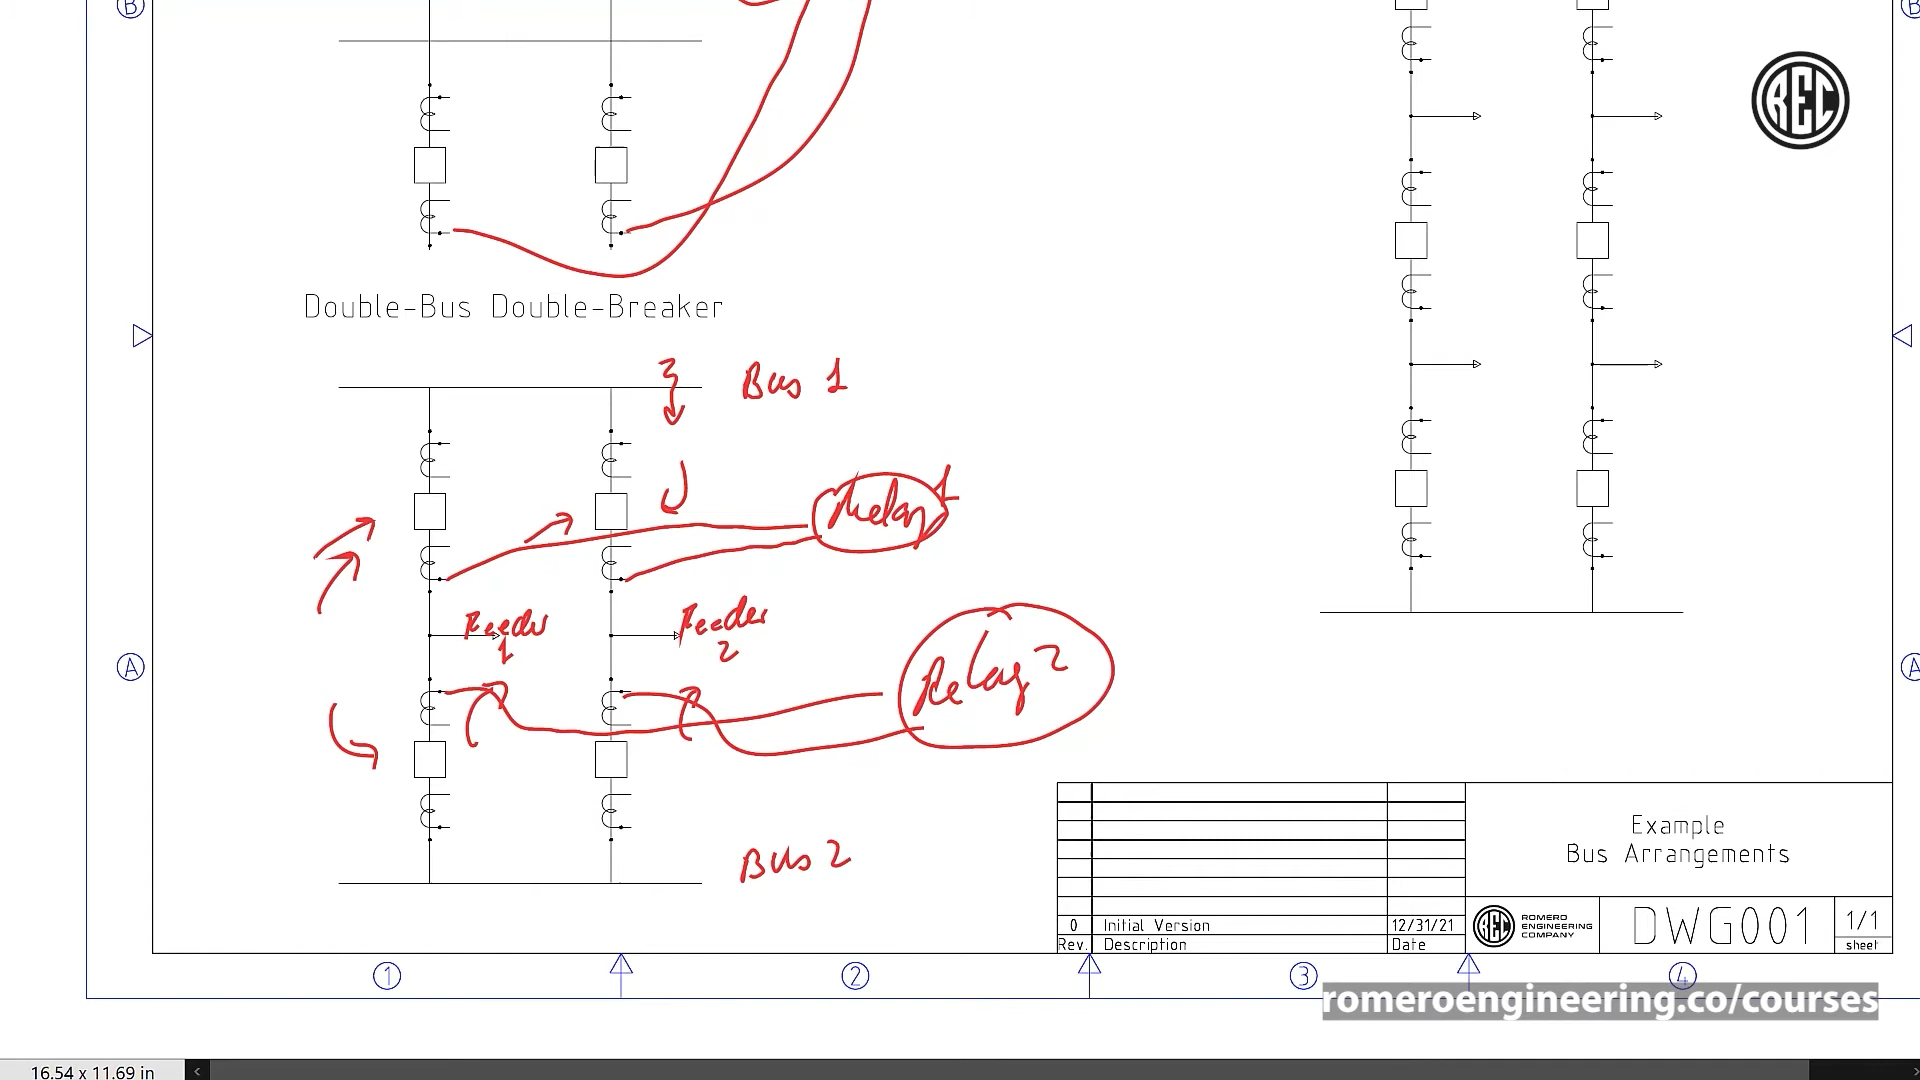 B
B
REC
Double-Bus Double-Breaker
Bus 1
Relay 1
Feeder 1
Feeder 2
A
A
Relay 2
Bus 2
Example
Bus Arrangements
0 Initial Version 12/31/21
Rev. Description Date
REC ROMERO ENGINEERING COMPANY
DWG001
1/1
sheet
1 2 3 4
romeroengineering.co/courses
16.54 x 11.69 in